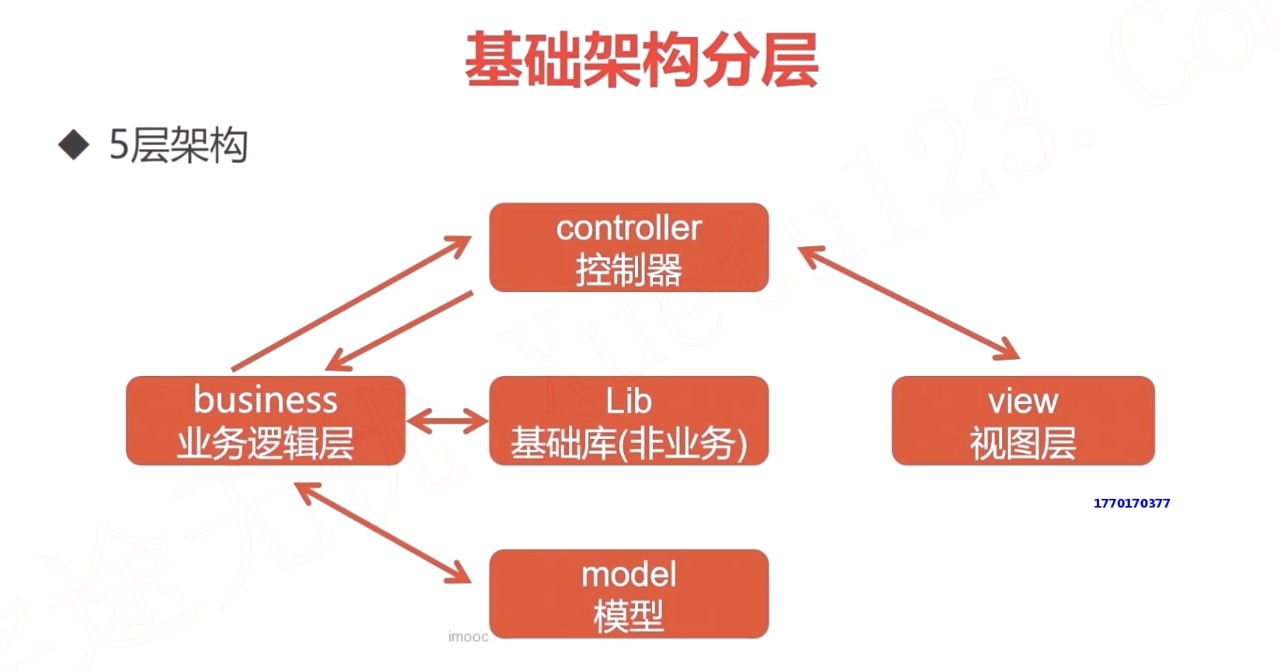 基础架构分层
5层架构
controller
控制器
business
业务逻辑层
Lib
基础库(非业务)
view
视图层
1770170377
model
模型
imooc